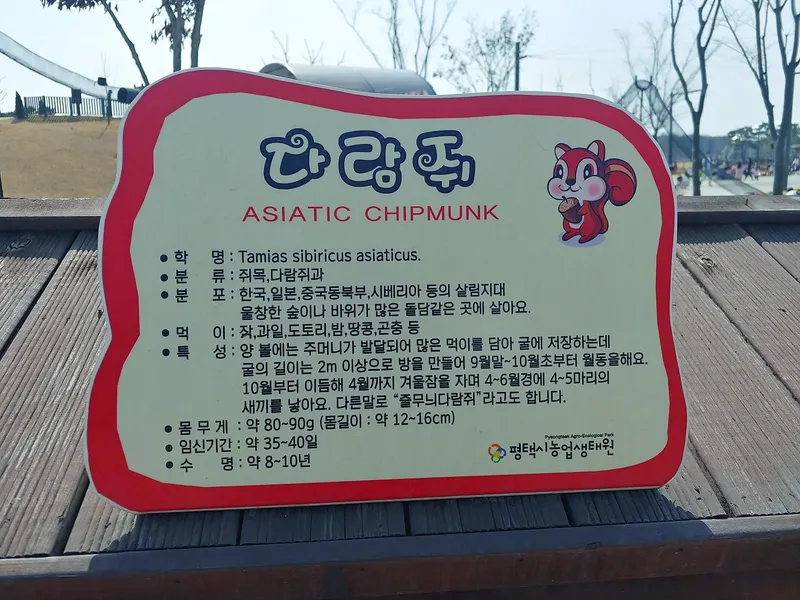 다람쥐
ASIATIC CHIPMUNK
• 학 명 : Tamias sibiricus asiaticus.
• 분 류 : 쥐목,다람쥐과
• 분 포 : 한국,일본,중국동북부,시베리아 등의 살림지대
울창한 숲이나 바위가 많은 돌담같은 곳에 살아요.
• 먹 이 : 잣,과일,도토리,밤,땅콩,곤충 등
• 특 성 : 양 볼에는 주머니가 발달되어 많은 먹이를 담아 굴에 저장하는데
굴의 길이는 2m 이상으로 방을 만들어 9월말~10월초부터 월동을해요.
10월부터 이듬해 4월까지 겨울잠을 자며 4~6월경에 4~5마리의
새끼를 낳아요. 다른말로 “줄무늬다람쥐”라고도 합니다.
• 몸 무 게 : 약 80~90g (몸길이 : 약 12~16cm)
• 임신기간 : 약 35~40일
• 수 명 : 약 8~10년
Pyeongtaek Agro-Ecological Park
평택시농업생태원